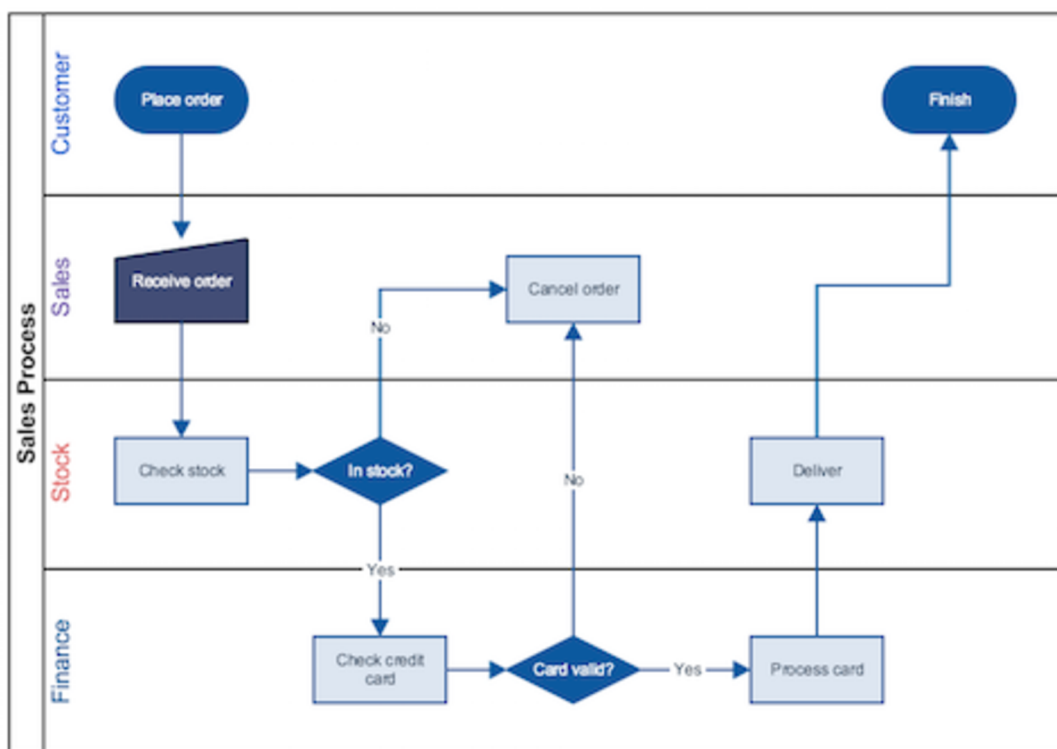 Sales Process
Customer
Place order
Finish
Sales
Receive order
Cancel order
No
Stock
Check stock
In stock?
No
Deliver
Yes
Finance
Check credit
card
Card valid?
Yes
Process card